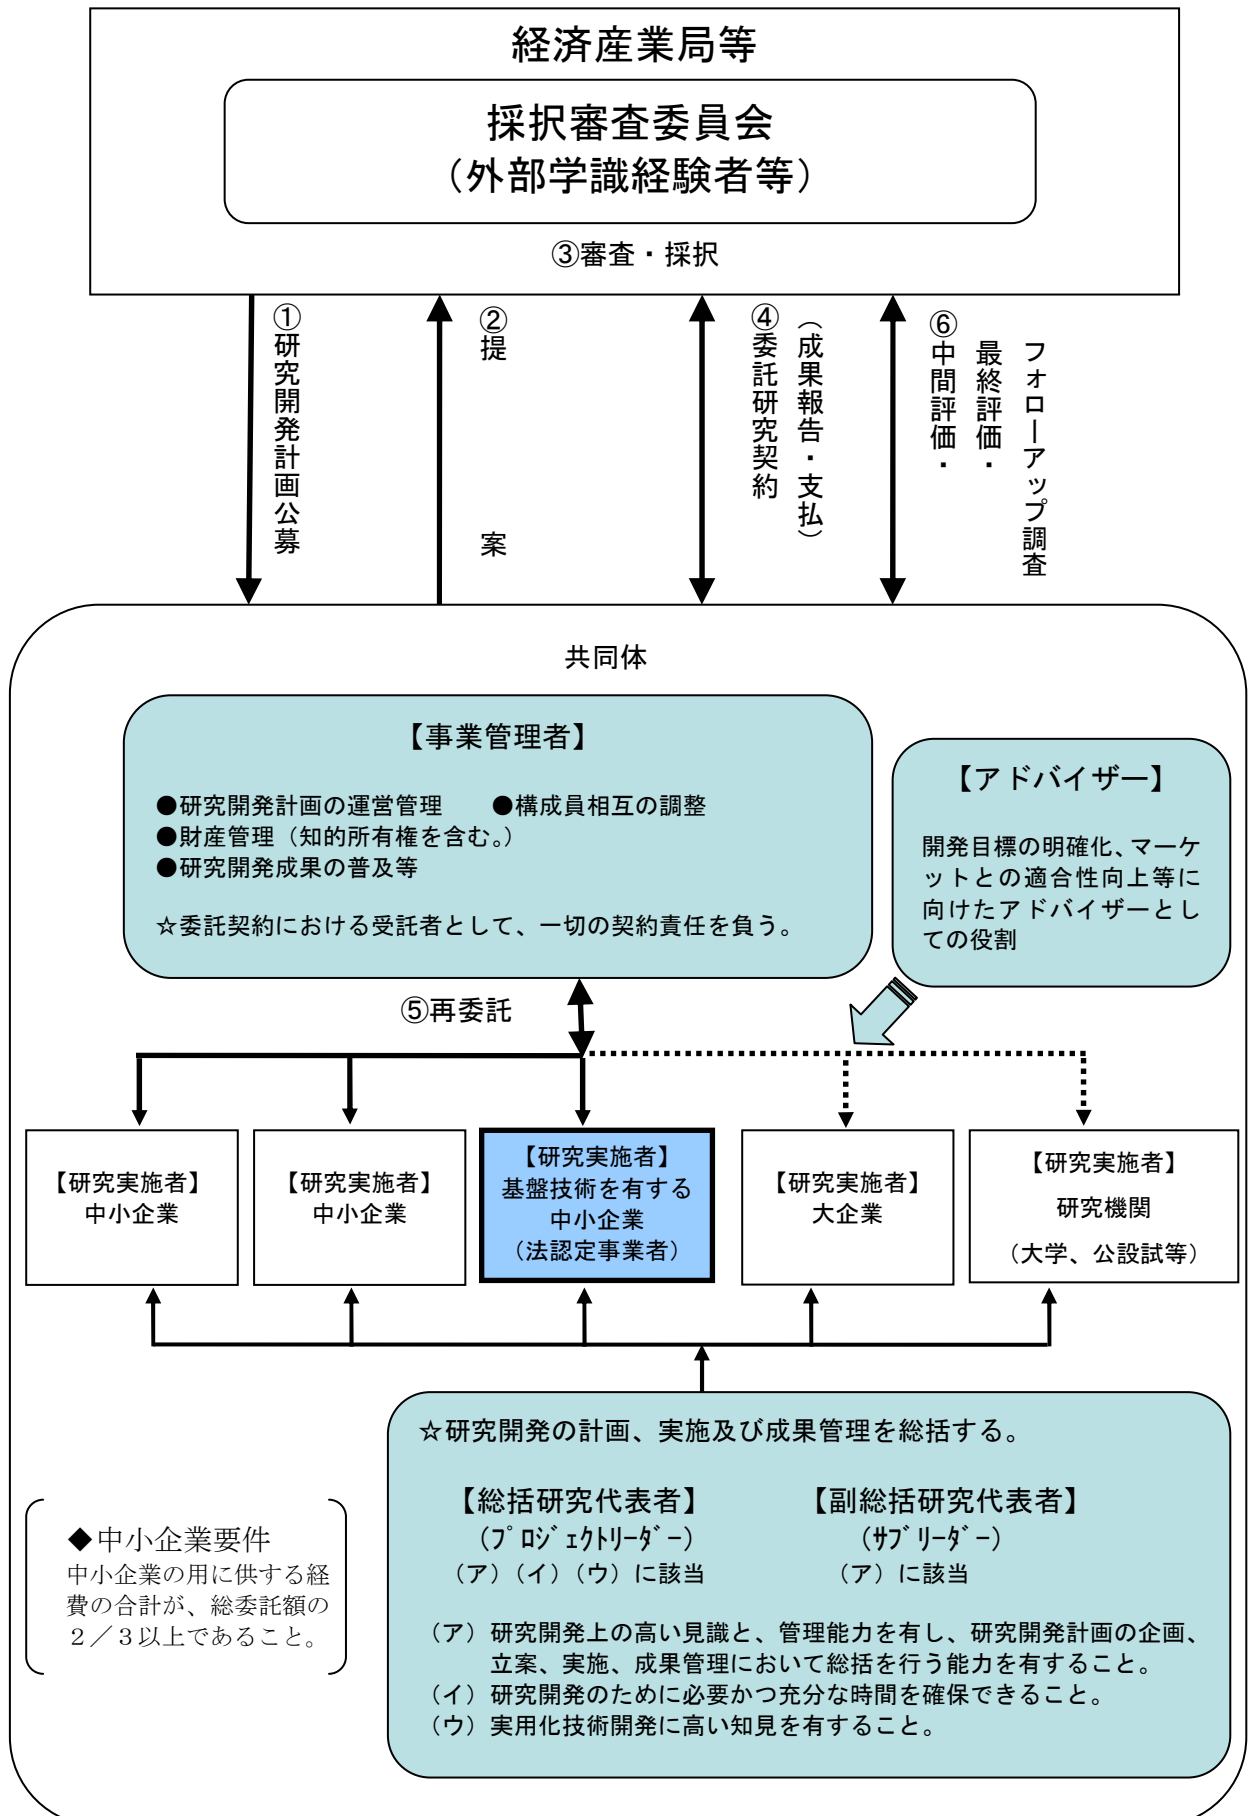 経済産業局等
採択審査委員会
（外部学識経験者等）
③審査・採択
①研究開発計画公募
②提案
④委託研究契約
（成果報告・支払）
⑥中間評価・
最終評価・
フォローアップ調査
共同体
【事業管理者】
●研究開発計画の運営管理　●構成員相互の調整
●財産管理（知的所有権を含む。）
●研究開発成果の普及等
☆委託契約における受託者として、一切の契約責任を負う。
【アドバイザー】
開発目標の明確化、マーケ
ットとの適合性向上等に
向けたアドバイザーとし
ての役割
⑤再委託
【研究実施者】
中小企業
【研究実施者】
中小企業
【研究実施者】
基盤技術を有する
中小企業
（法認定事業者）
【研究実施者】
大企業
【研究実施者】
研究機関
（大学、公設試等）
☆研究開発の計画、実施及び成果管理を総括する。
【総括研究代表者】
（ﾌﾟﾛｼﾞｪｸﾄﾘｰﾀﾞｰ）
（ア）（イ）（ウ）に該当
【副総括研究代表者】
（ｻﾌﾞﾘｰﾀﾞｰ）
（ア）に該当
（ア）研究開発上の高い見識と、管理能力を有し、研究開発計画の企画、
立案、実施、成果管理において総括を行う能力を有すること。
（イ）研究開発のために必要かつ充分な時間を確保できること。
（ウ）実用化技術開発に高い知見を有すること。
◆中小企業要件
中小企業の用に供する経
費の合計が、総委託額の
２／３以上であること。